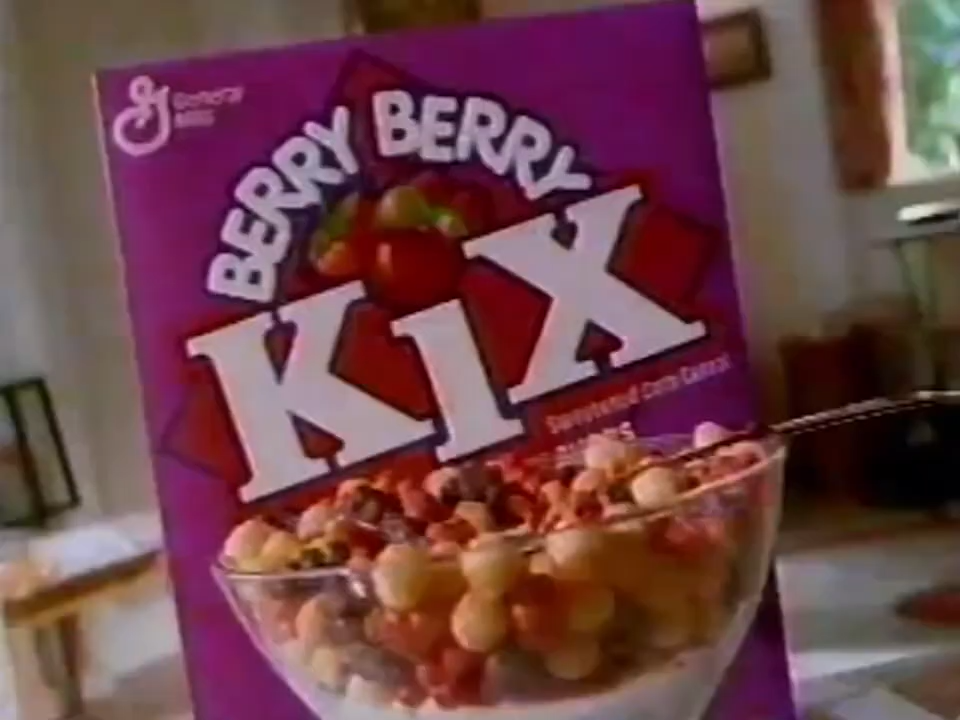 General
Mills
BERRY BERRY
KiX
Sweetened Corn Cereal